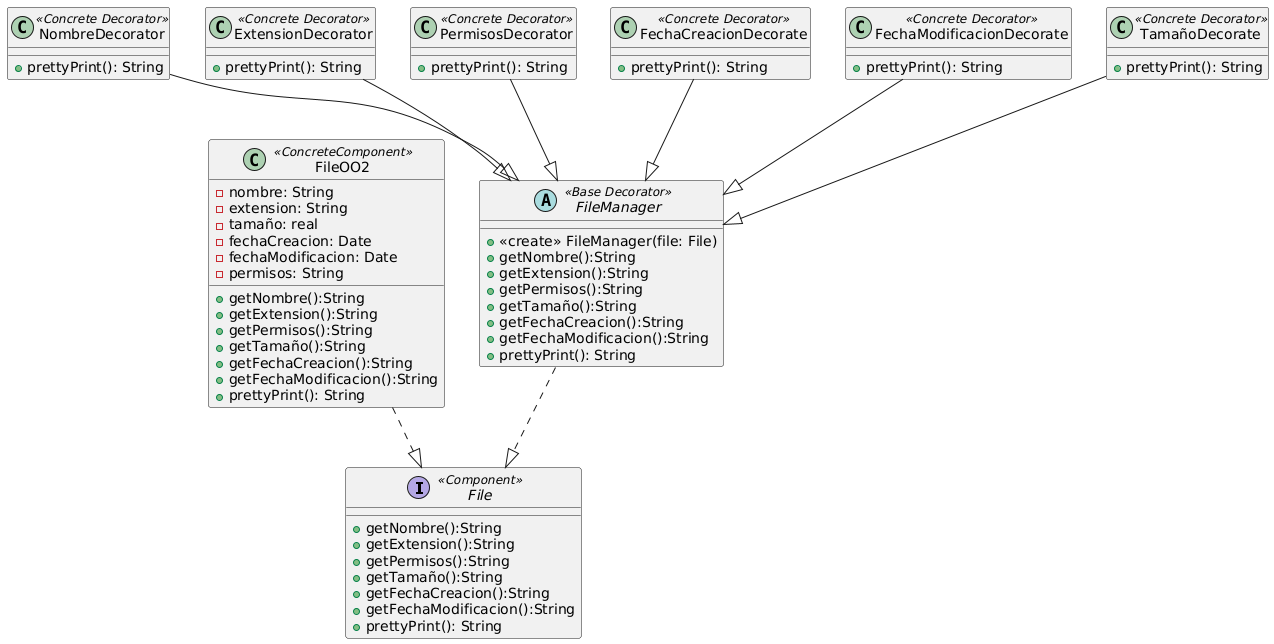 C «Concrete Decorator»
NombreDecorator
prettyPrint(): String
C «Concrete Decorator»
ExtensionDecorator
prettyPrint(): String
C «Concrete Decorator»
PermisosDecorator
prettyPrint(): String
C «Concrete Decorator»
FechaCreacionDecorate
prettyPrint(): String
C «Concrete Decorator»
FechaModificacionDecorate
prettyPrint(): String
C «Concrete Decorator»
TamañoDecorate
prettyPrint(): String
C «ConcreteComponent»
FileOO2
nombre: String
extension: String
tamaño: real
fechaCreacion: Date
fechaModificacion: Date
permisos: String
getNombre():String
getExtension():String
getPermisos():String
getTamaño():String
getFechaCreacion():String
getFechaModificacion():String
prettyPrint(): String
A «Base Decorator»
FileManager
«create» FileManager(file: File)
getNombre():String
getExtension():String
getPermisos():String
getTamaño():String
getFechaCreacion():String
getFechaModificacion():String
prettyPrint(): String
I «Component»
File
getNombre():String
getExtension():String
getPermisos():String
getTamaño():String
getFechaCreacion():String
getFechaModificacion():String
prettyPrint(): String